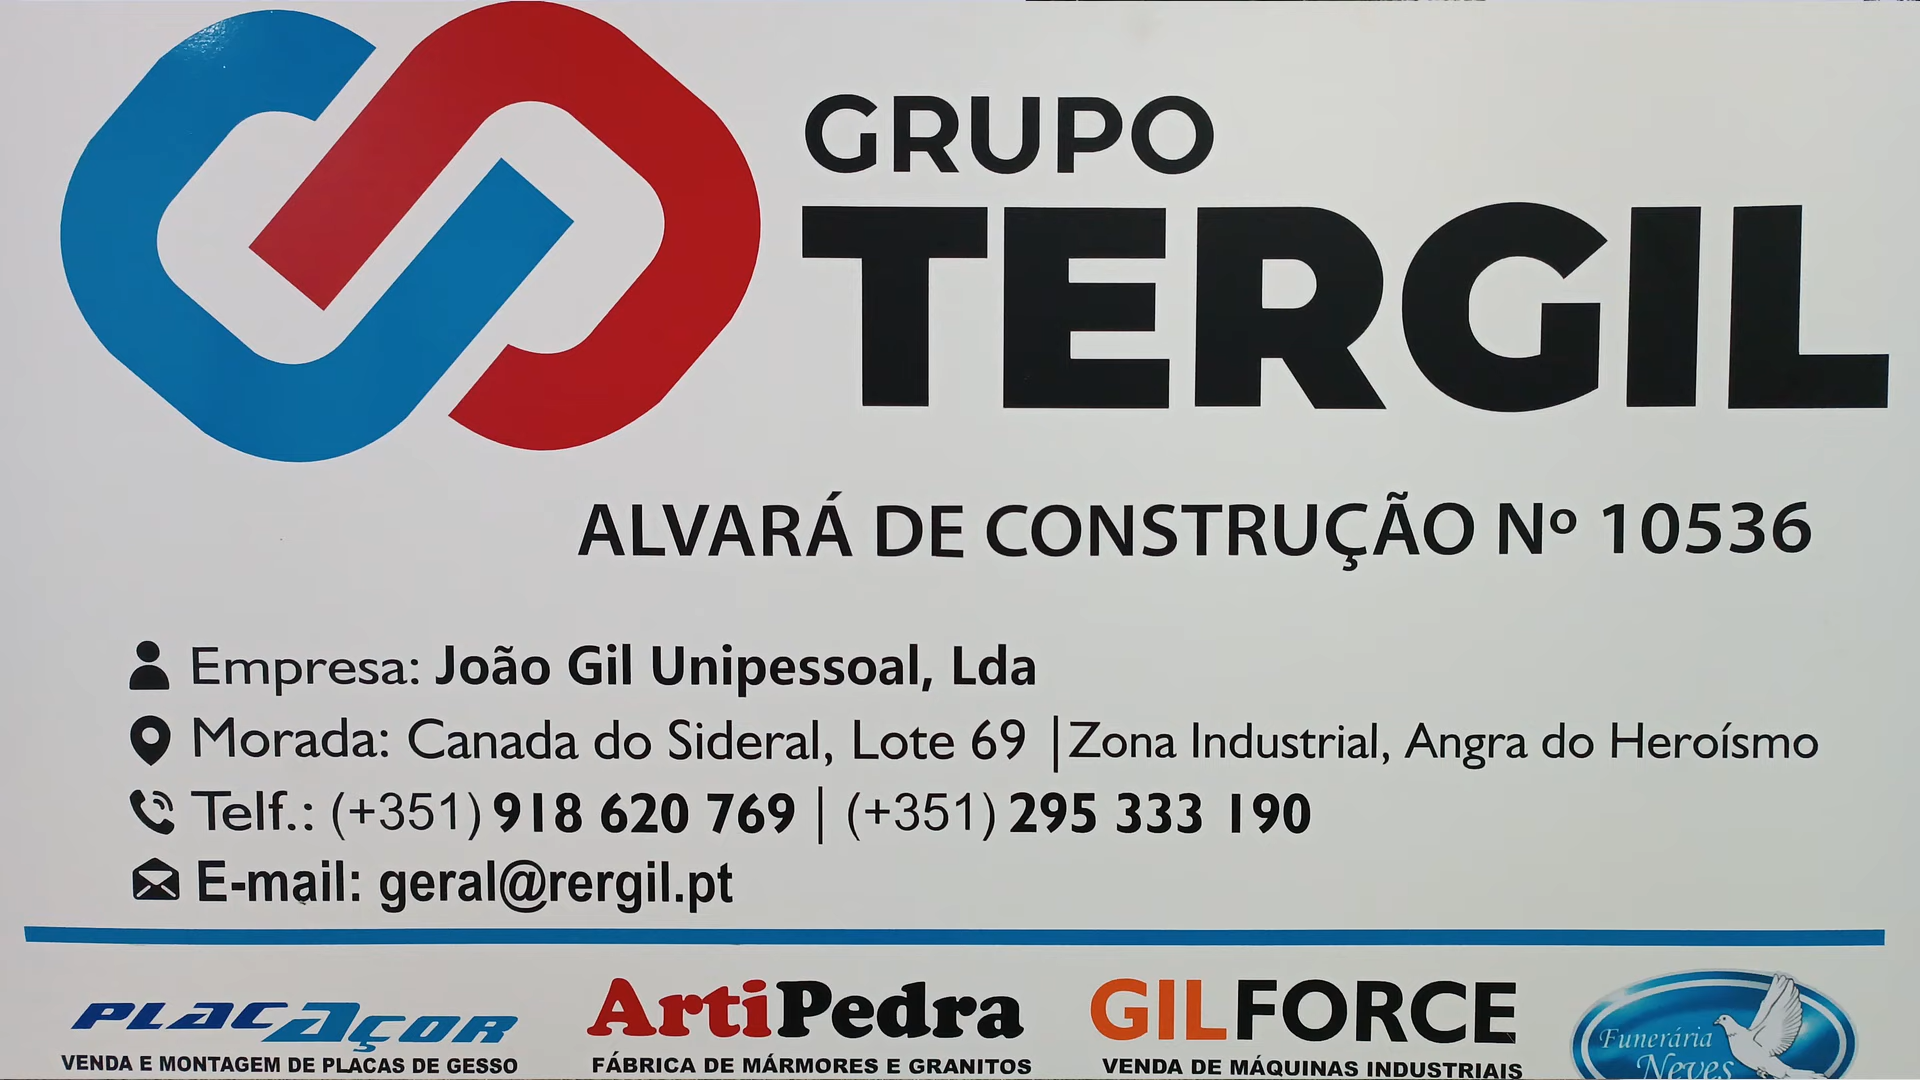 GRUPO
TERGIL
ALVARÁ DE CONSTRUÇÃO Nº 10536
Empresa: João Gil Unipessoal, Lda
Morada: Canada do Sideral, Lote 69 | Zona Industrial, Angra do Heroísmo
Telf.: (+351) 918 620 769 | (+351) 295 333 190
E-mail: geral@rergil.pt
PLACAÇOR
VENDA E MONTAGEM DE PLACAS DE GESSO
ArtiPedra
FÁBRICA DE MÁRMORES E GRANITOS
GILFORCE
VENDA DE MÁQUINAS INDUSTRIAIS
Funerária
Neves